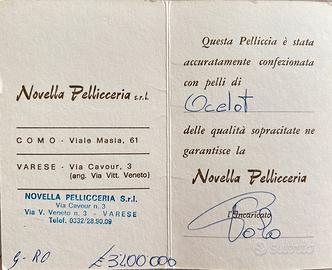 Novella Pellicceria s.r.l.
COMO - Viale Masia, 61
VARESE - Via Cavour, 3
(ang. Via Vitt. Veneto)
NOVELLA PELLICCERIA S.r.l.
Via Cavour n. 3
Via V. Veneto n. 3 - VARESE
Telef. 0332/28.90.09
G-RO
Questa Pelliccia è stata
accuratamente confezionata
con pelli di
Ocelot
delle qualità sopracitate ne
garantisce la
Novella Pellicceria
l'Incaricato
subito